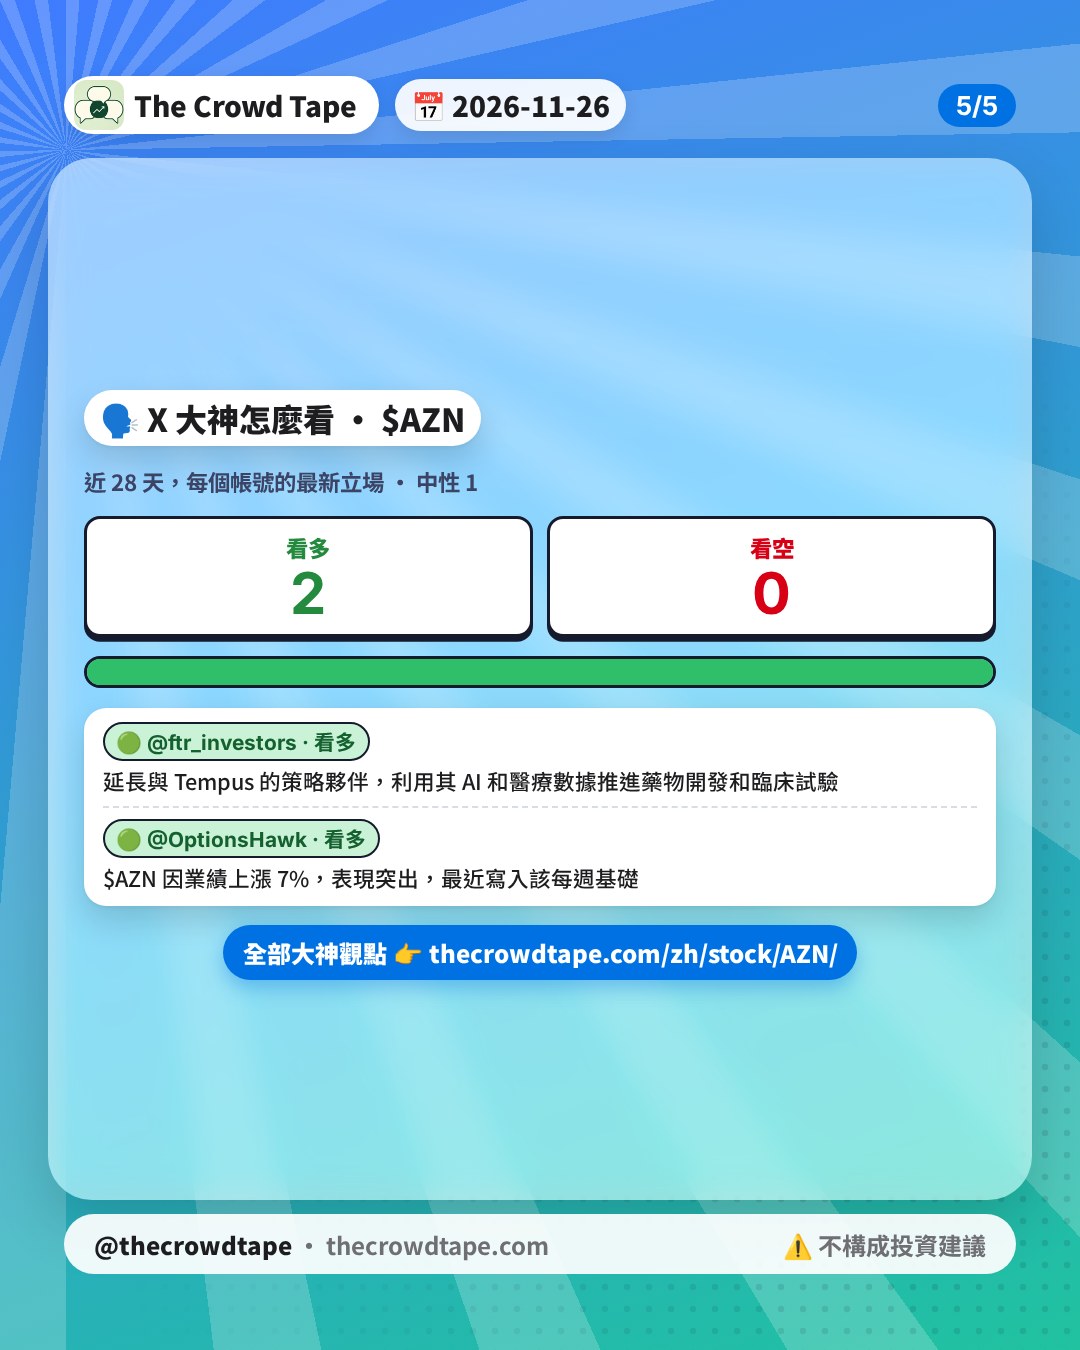 The Crowd Tape
📅 2026-11-26
5/5
🗣️ X 大神怎麼看 · $AZN
近 28 天，每個帳號的最新立場 · 中性 1
看多
2
看空
0
🟢 @ftr_investors · 看多
延長與 Tempus 的策略夥伴，利用其 AI 和醫療數據推進藥物開發和臨床試驗
🟢 @OptionsHawk · 看多
$AZN 因業績上漲 7%，表現突出，最近寫入該每週基礎
全部大神觀點 👉 thecrowdtape.com/zh/stock/AZN/
@thecrowdtape · thecrowdtape.com
⚠️ 不構成投資建議